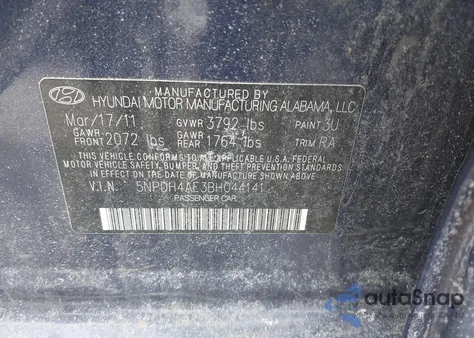 MANUFACTURED BY
HYUNDAI MOTOR MANUFACTURING ALABAMA, LLC
Mar/17/11 GVWR 3792 lbs PAINT 3U
GAWR FRONT 2072 lbs GAWR REAR 1764 lbs TRIM RA
THIS VEHICLE CONFORMS TO ALL APPLICABLE U.S. FEDERAL
MOTOR VEHICLE SAFETY, BUMPER, AND THEFT PREVENTION STANDARDS
IN EFFECT ON THE DATE OF MANUFACTURE SHOWN ABOVE.
V.I.N. 5NPDH4AE3BH044141
PASSENGER CAR
autoSnap